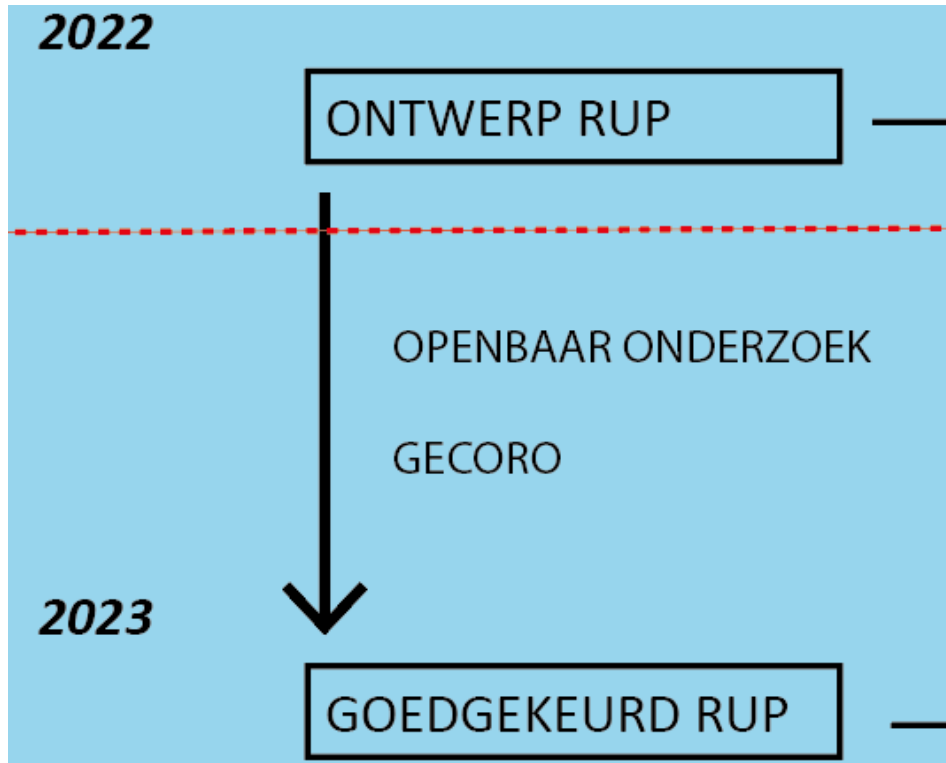 2022
ONTWERP RUP
OPENBAAR ONDERZOEK
GECORO
2023
GOEDGEKEURD RUP